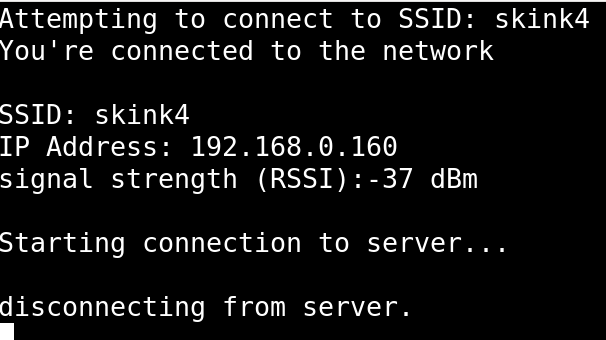 Attempting to connect to SSID: skink4
You're connected to the network
SSID: skink4
IP Address: 192.168.0.160
signal strength (RSSI):-37 dBm
Starting connection to server...
disconnecting from server.